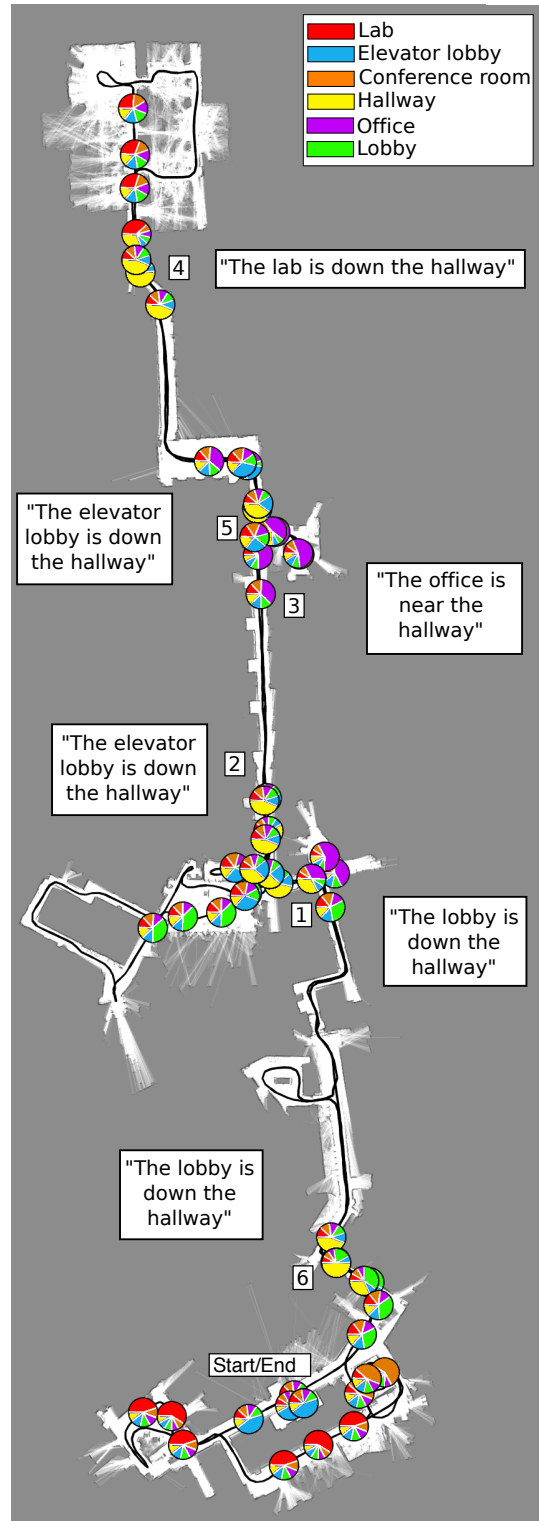 Lab
Elevator lobby
Conference room
Hallway
Office
Lobby
4
"The lab is down the hallway"
"The elevator
lobby is down
the hallway"
5
"The office is
near the
hallway"
3
2
"The elevator
lobby is down
the hallway"
1
"The lobby is
down the
hallway"
"The lobby is
down the
hallway"
6
Start/End